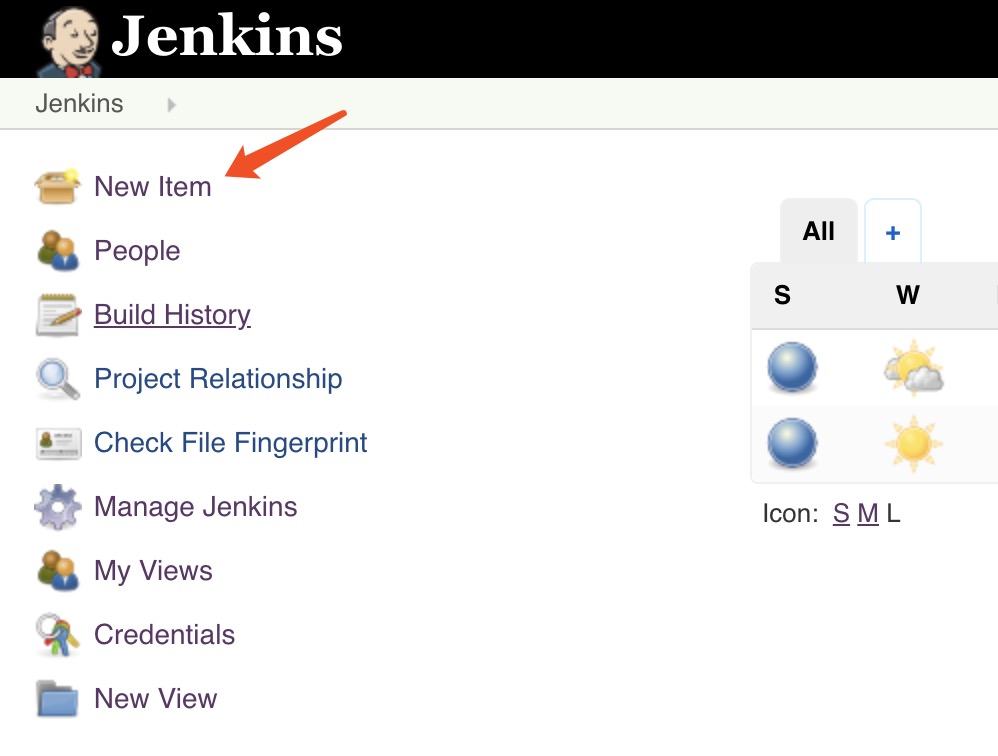 Jenkins
Jenkins
New Item
People
Build History
Project Relationship
Check File Fingerprint
Manage Jenkins
My Views
Credentials
New View
All +
S W
Icon: S M L